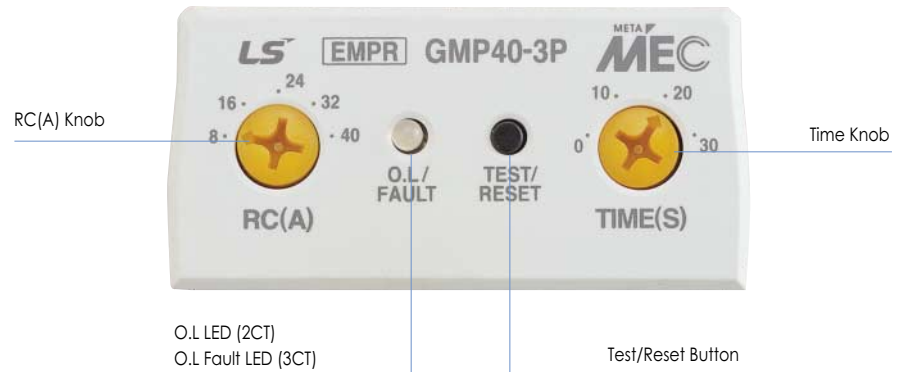 LS EMPR GMP40-3P META MEC
24
16 32
8 40
10 20
0 30
RC(A) Knob
Time Knob
O.L/
FAULT
TEST/
RESET
RC(A)
TIME(S)
O.L LED (2CT)
O.L Fault LED (3CT)
Test/Reset Button